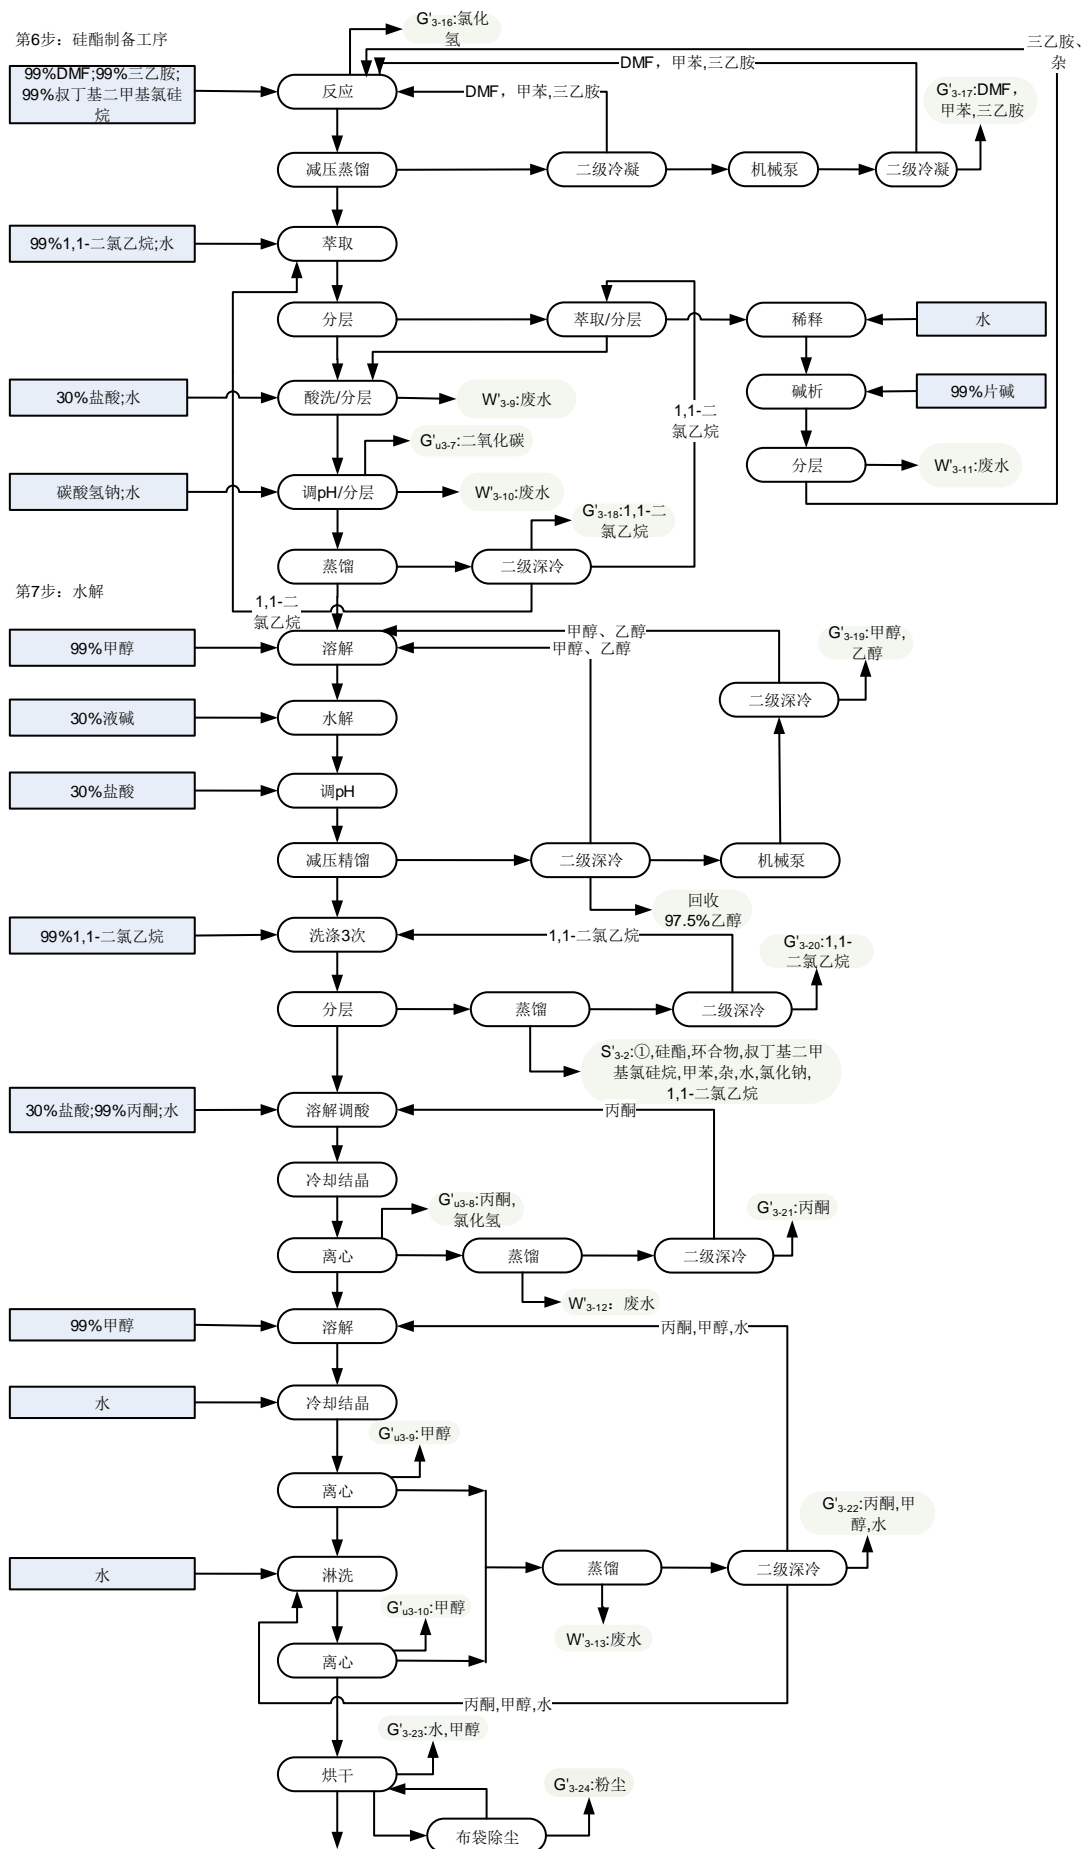 G'3-16:氯化
氢
第6步：硅酯制备工序
三乙胺、
杂
99%DMF;99%三乙胺;
99%叔丁基二甲基氯硅
烷
反应
DMF，甲苯,三乙胺
DMF，甲苯,三乙胺
G'3-17:DMF，
甲苯,三乙胺
减压蒸馏
二级冷凝
机械泵
二级冷凝
99%1,1-二氯乙烷;水
萃取
分层
萃取/分层
稀释
水
30%盐酸;水
酸洗/分层
W'3-9:废水
1,1-二
氯乙烷
碱析
99%片碱
G'u3-7:二氧化碳
分层
W'3-11:废水
碳酸氢钠;水
调pH/分层
W'3-10:废水
G'3-18:1,1-二
氯乙烷
蒸馏
二级深冷
第7步：水解
1,1-二
氯乙烷
99%甲醇
溶解
甲醇、乙醇
甲醇、乙醇
G'3-19:甲醇,
乙醇
二级深冷
30%液碱
水解
30%盐酸
调pH
减压精馏
二级深冷
机械泵
回收
97.5%乙醇
99%1,1-二氯乙烷
洗涤3次
1,1-二氯乙烷
G'3-20:1,1-
二氯乙烷
分层
蒸馏
二级深冷
S'3-2:①,硅酯,环合物,叔丁基二甲
基氯硅烷,甲苯,杂,水,氯化钠,
1,1-二氯乙烷
30%盐酸;99%丙酮;水
溶解调酸
丙酮
冷却结晶
G'u3-8:丙酮,
氯化氢
G'3-21:丙酮
离心
蒸馏
二级深冷
W'3-12：废水
99%甲醇
溶解
丙酮,甲醇,水
水
冷却结晶
G'u3-9:甲醇
离心
G'3-22:丙酮,甲
醇,水
水
淋洗
蒸馏
二级深冷
G'u3-10:甲醇
W'3-13:废水
离心
丙酮,甲醇,水
G'3-23:水,甲醇
烘干
G'3-24:粉尘
布袋除尘